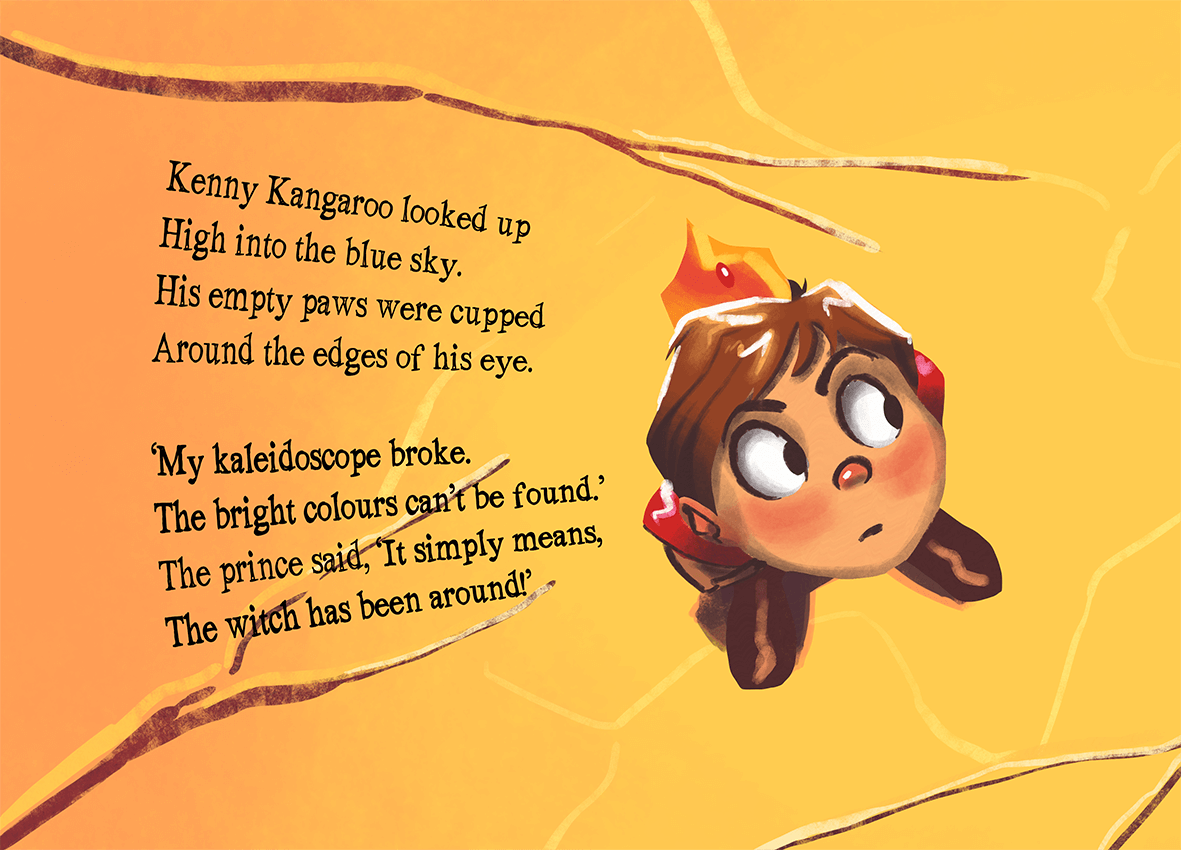 Kenny Kangaroo looked up
High into the blue sky.
His empty paws were cupped
Around the edges of his eye.
‘My kaleidoscope broke.
The bright colours can’t be found.’
The prince said, ‘It simply means,
The witch has been around!’